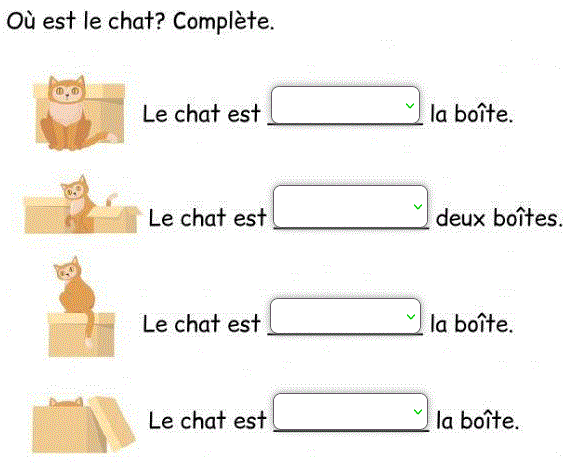 Où est le chat? Complète.
Le chat est la boîte.
Le chat est deux boîtes.
Le chat est la boîte.
Le chat est la boîte.